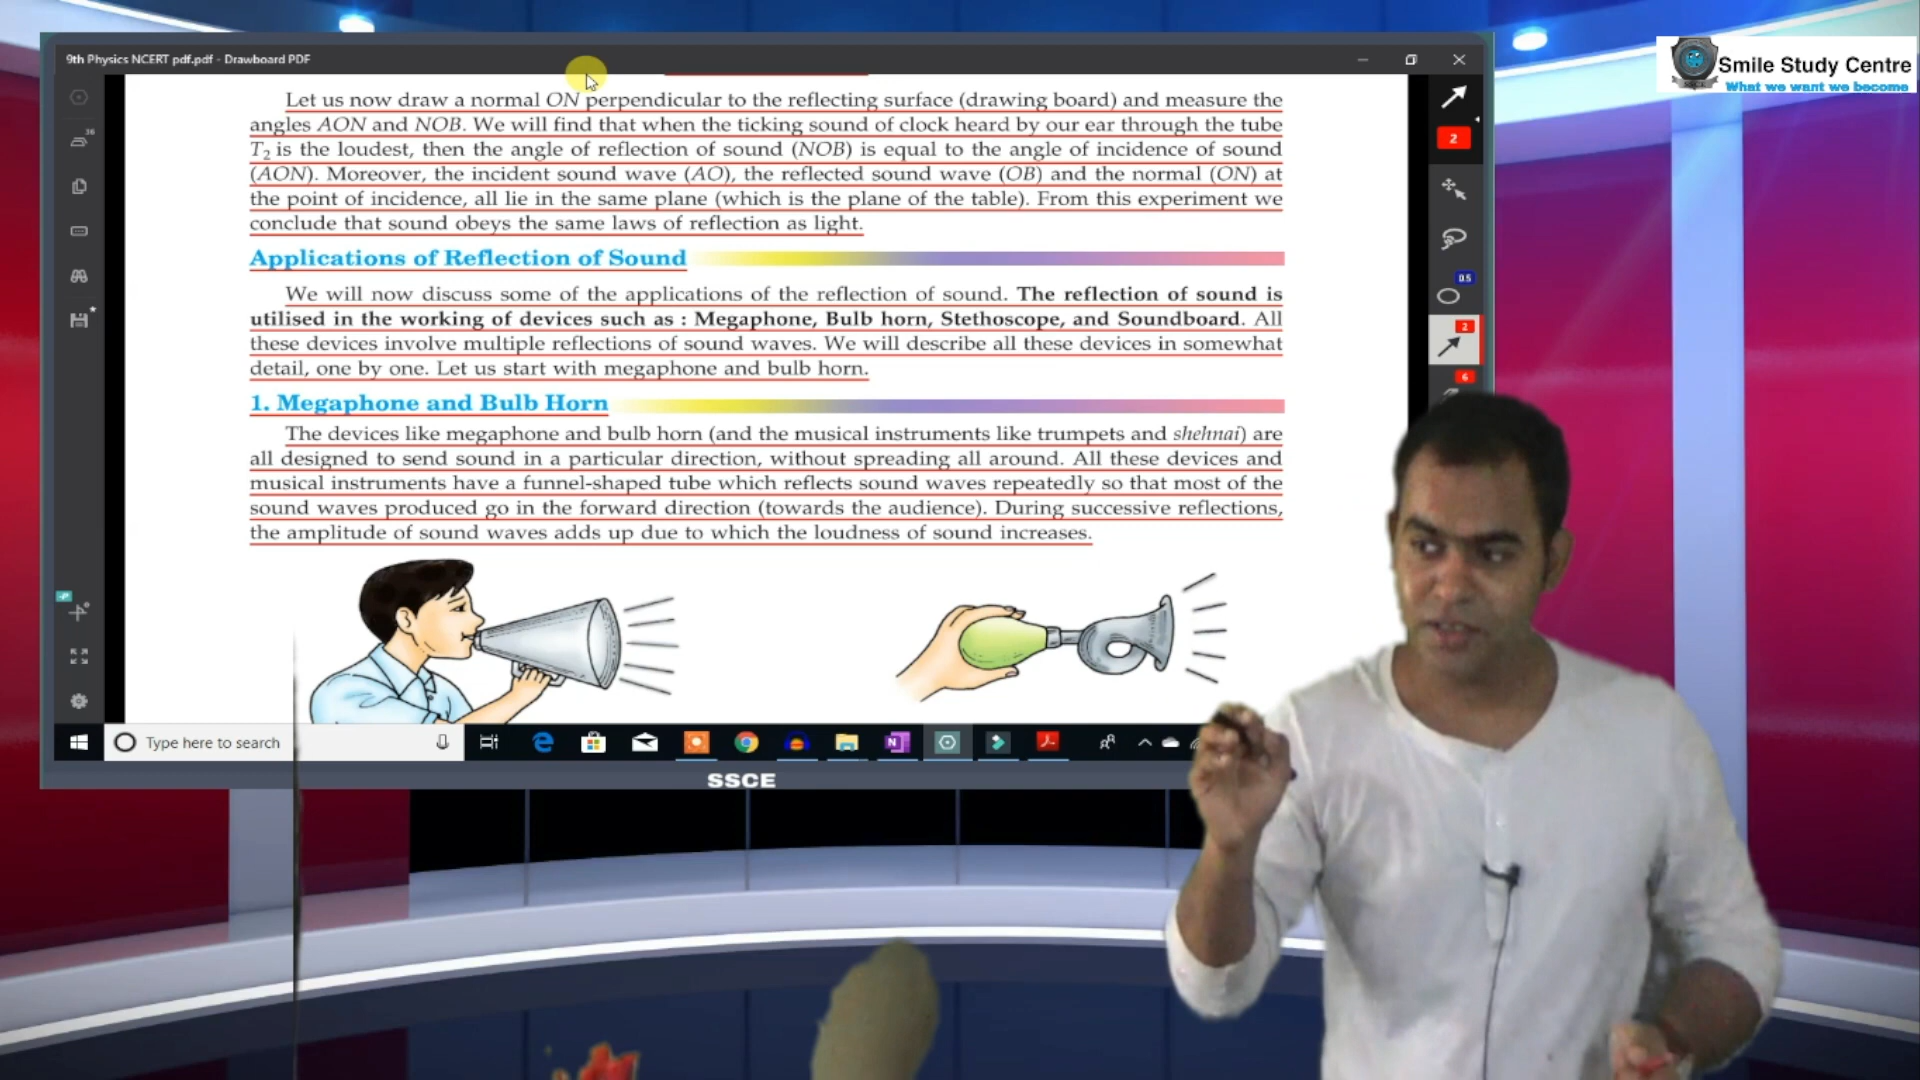 9th Physics NCERT pdf.pdf - Drawboard PDF
Smile Study Centre
What we want we become
Let us now draw a normal ON perpendicular to the reflecting surface (drawing board) and measure the
angles AON and NOB. We will find that when the ticking sound of clock heard by our ear through the tube
T2 is the loudest, then the angle of reflection of sound (NOB) is equal to the angle of incidence of sound
(AON). Moreover, the incident sound wave (AO), the reflected sound wave (OB) and the normal (ON) at
the point of incidence, all lie in the same plane (which is the plane of the table). From this experiment we
conclude that sound obeys the same laws of reflection as light.
Applications of Reflection of Sound
We will now discuss some of the applications of the reflection of sound. The reflection of sound is
utilised in the working of devices such as : Megaphone, Bulb horn, Stethoscope, and Soundboard. All
these devices involve multiple reflections of sound waves. We will describe all these devices in somewhat
detail, one by one. Let us start with megaphone and bulb horn.
1. Megaphone and Bulb Horn
The devices like megaphone and bulb horn (and the musical instruments like trumpets and shehnai) are
all designed to send sound in a particular direction, without spreading all around. All these devices and
musical instruments have a funnel-shaped tube which reflects sound waves repeatedly so that most of the
sound waves produced go in the forward direction (towards the audience). During successive reflections,
the amplitude of sound waves adds up due to which the loudness of sound increases.
36
2
0.5
2
6
Type here to search
SSCE